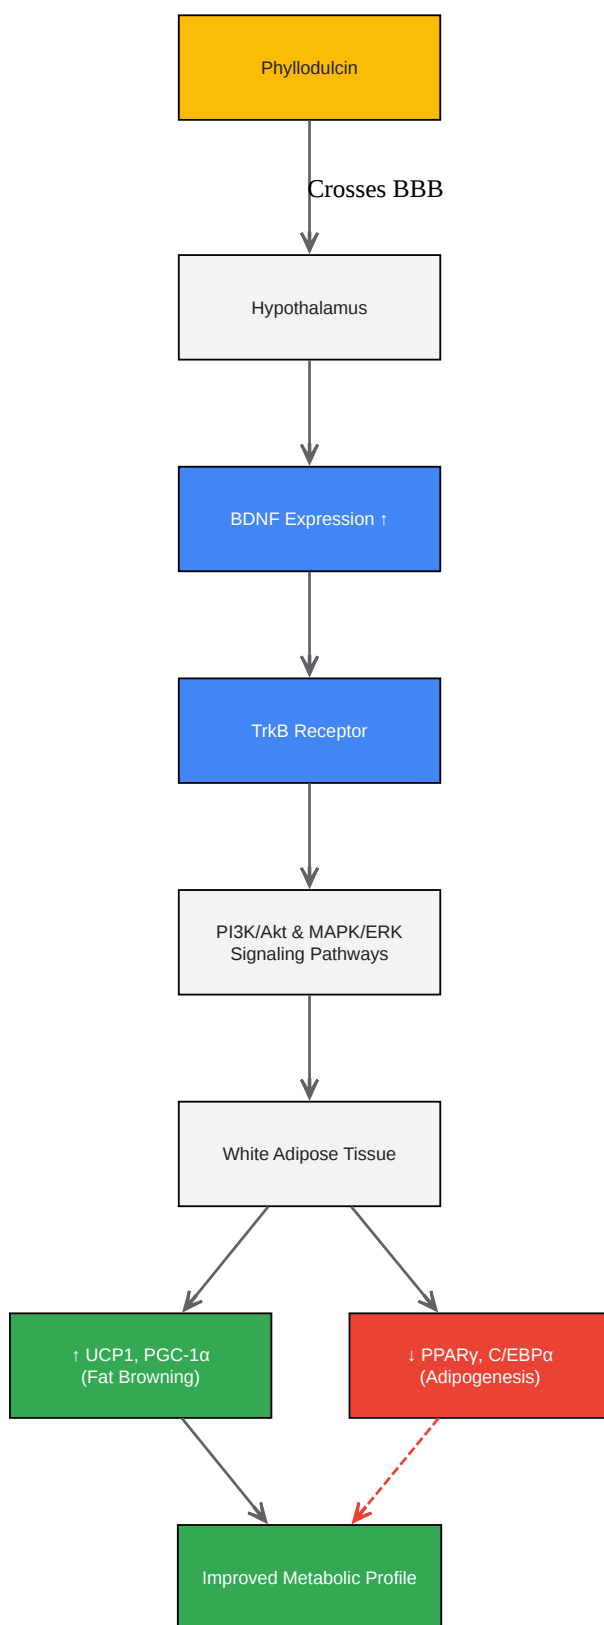 Phyllodulcin
Crosses BBB
Hypothalamus
BDNF Expression ↑
TrkB Receptor
PI3K/Akt & MAPK/ERK
Signaling Pathways
White Adipose Tissue
↑ UCP1, PGC-1α
(Fat Browning)
↓ PPARγ, C/EBPα
(Adipogenesis)
Improved Metabolic Profile